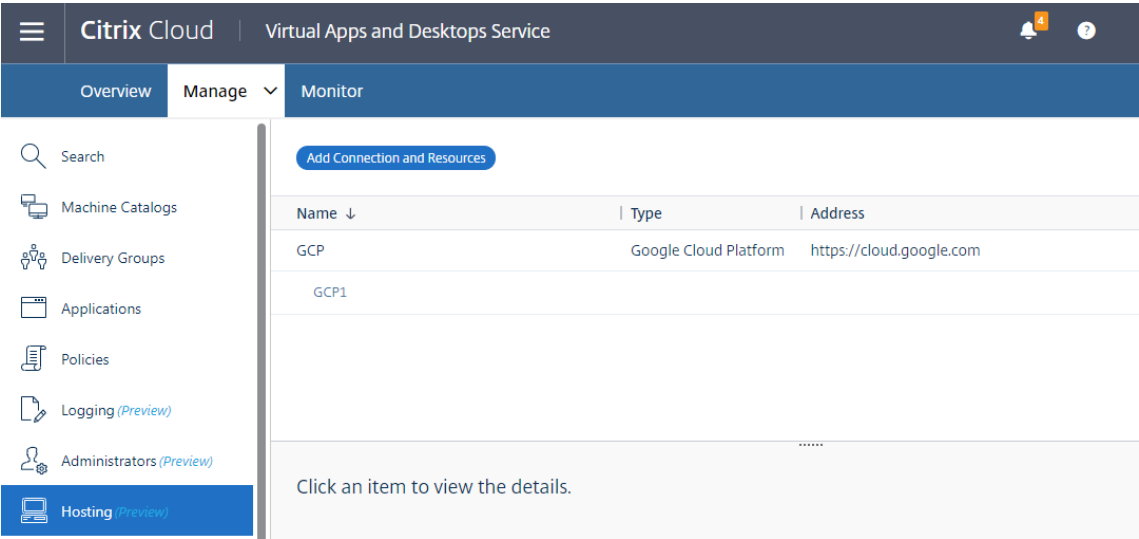 Citrix Cloud | Virtual Apps and Desktops Service 4 ?
Overview Manage Monitor
Search
Machine Catalogs
Delivery Groups
Applications
Policies
Logging (Preview)
Administrators (Preview)
Hosting (Preview)
Add Connection and Resources
Name ↓ Type Address
GCP Google Cloud Platform https://cloud.google.com
GCP1
Click an item to view the details.